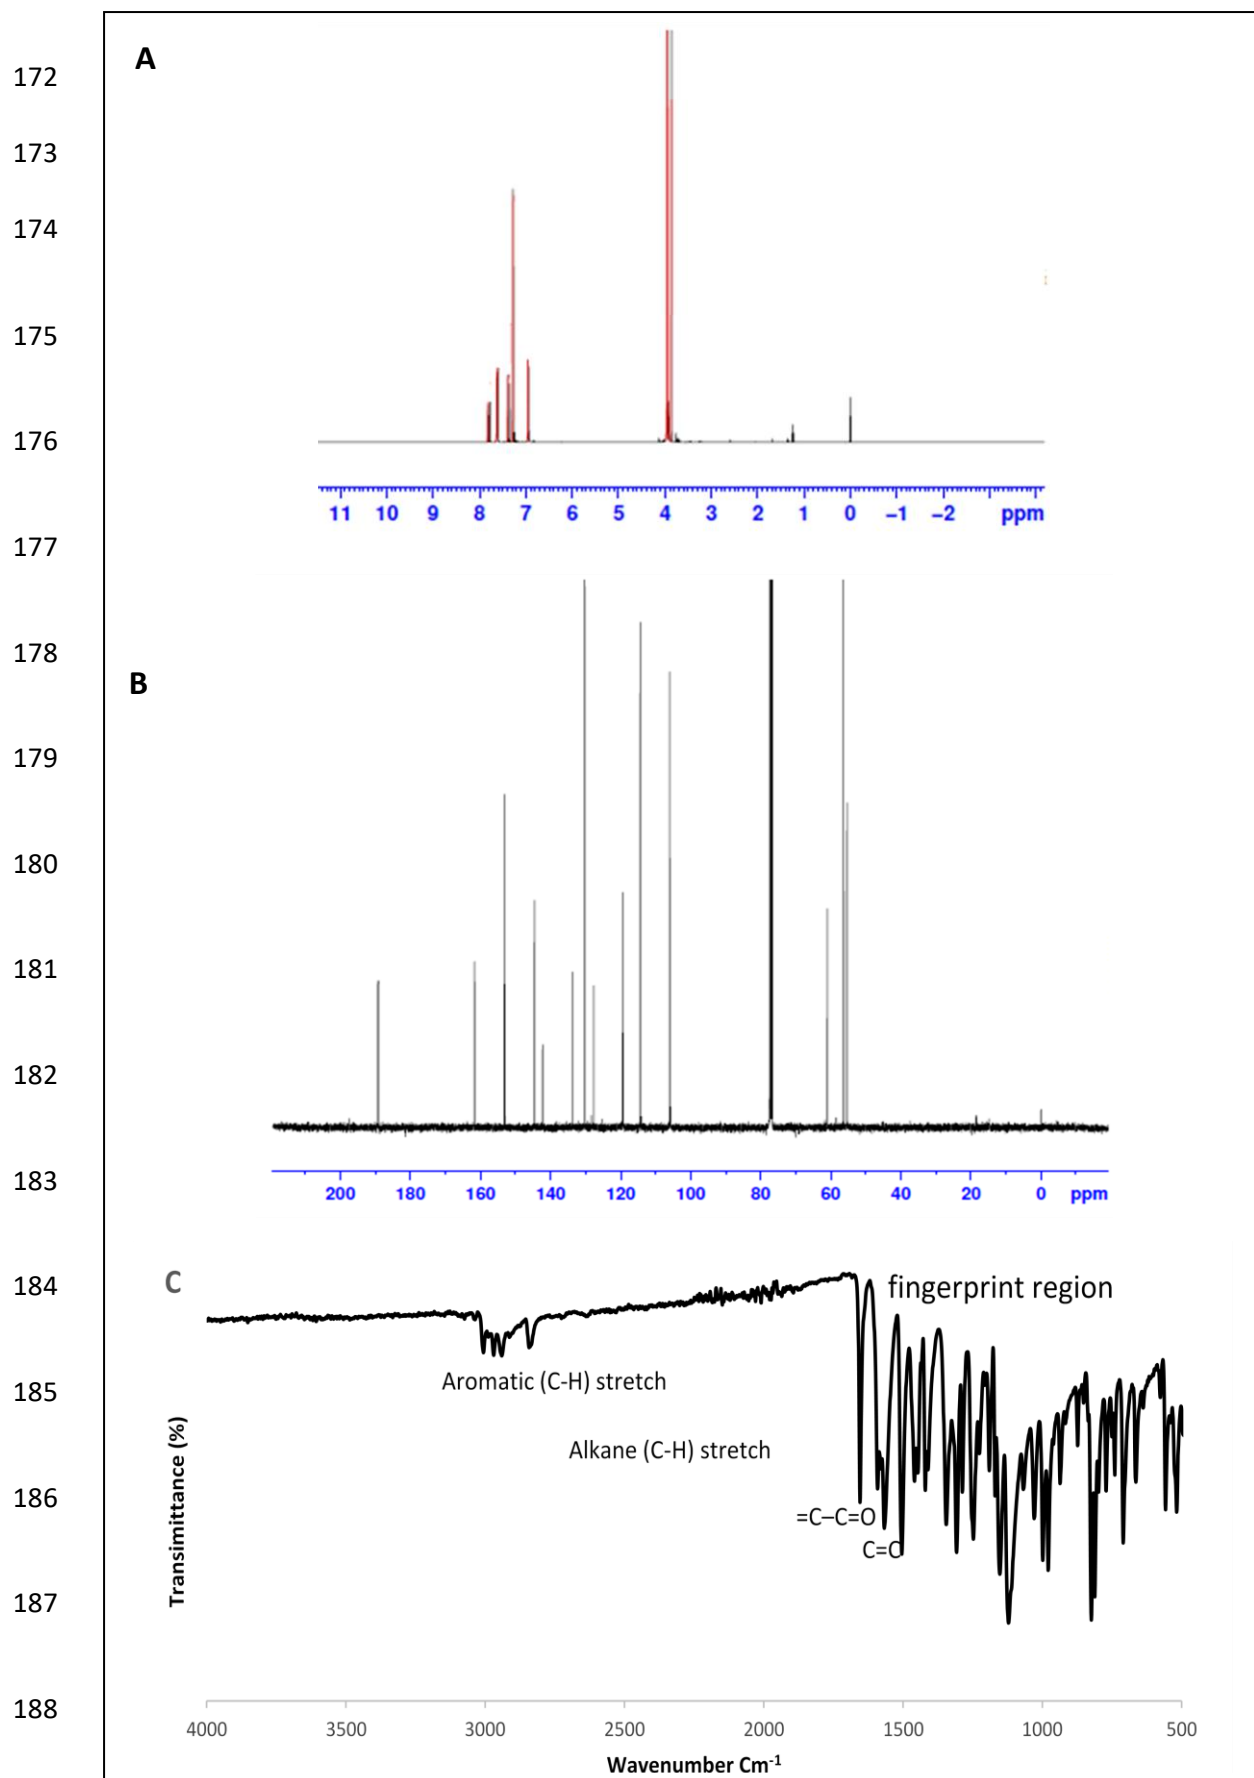 A
172
173
174
175
176
11 10 9 8 7 6 5 4 3 2 1 0 −1 −2 ppm
177
178
B
179
180
181
182
200 180 160 140 120 100 80 60 40 20 0 ppm
183
184
C
fingerprint region
Aromatic (C-H) stretch
185
Alkane (C-H) stretch
Transimittance (%)
186
=C–C=O
C=C
187
188
4000 3500 3000 2500 2000 1500 1000 500
Wavenumber Cm-1